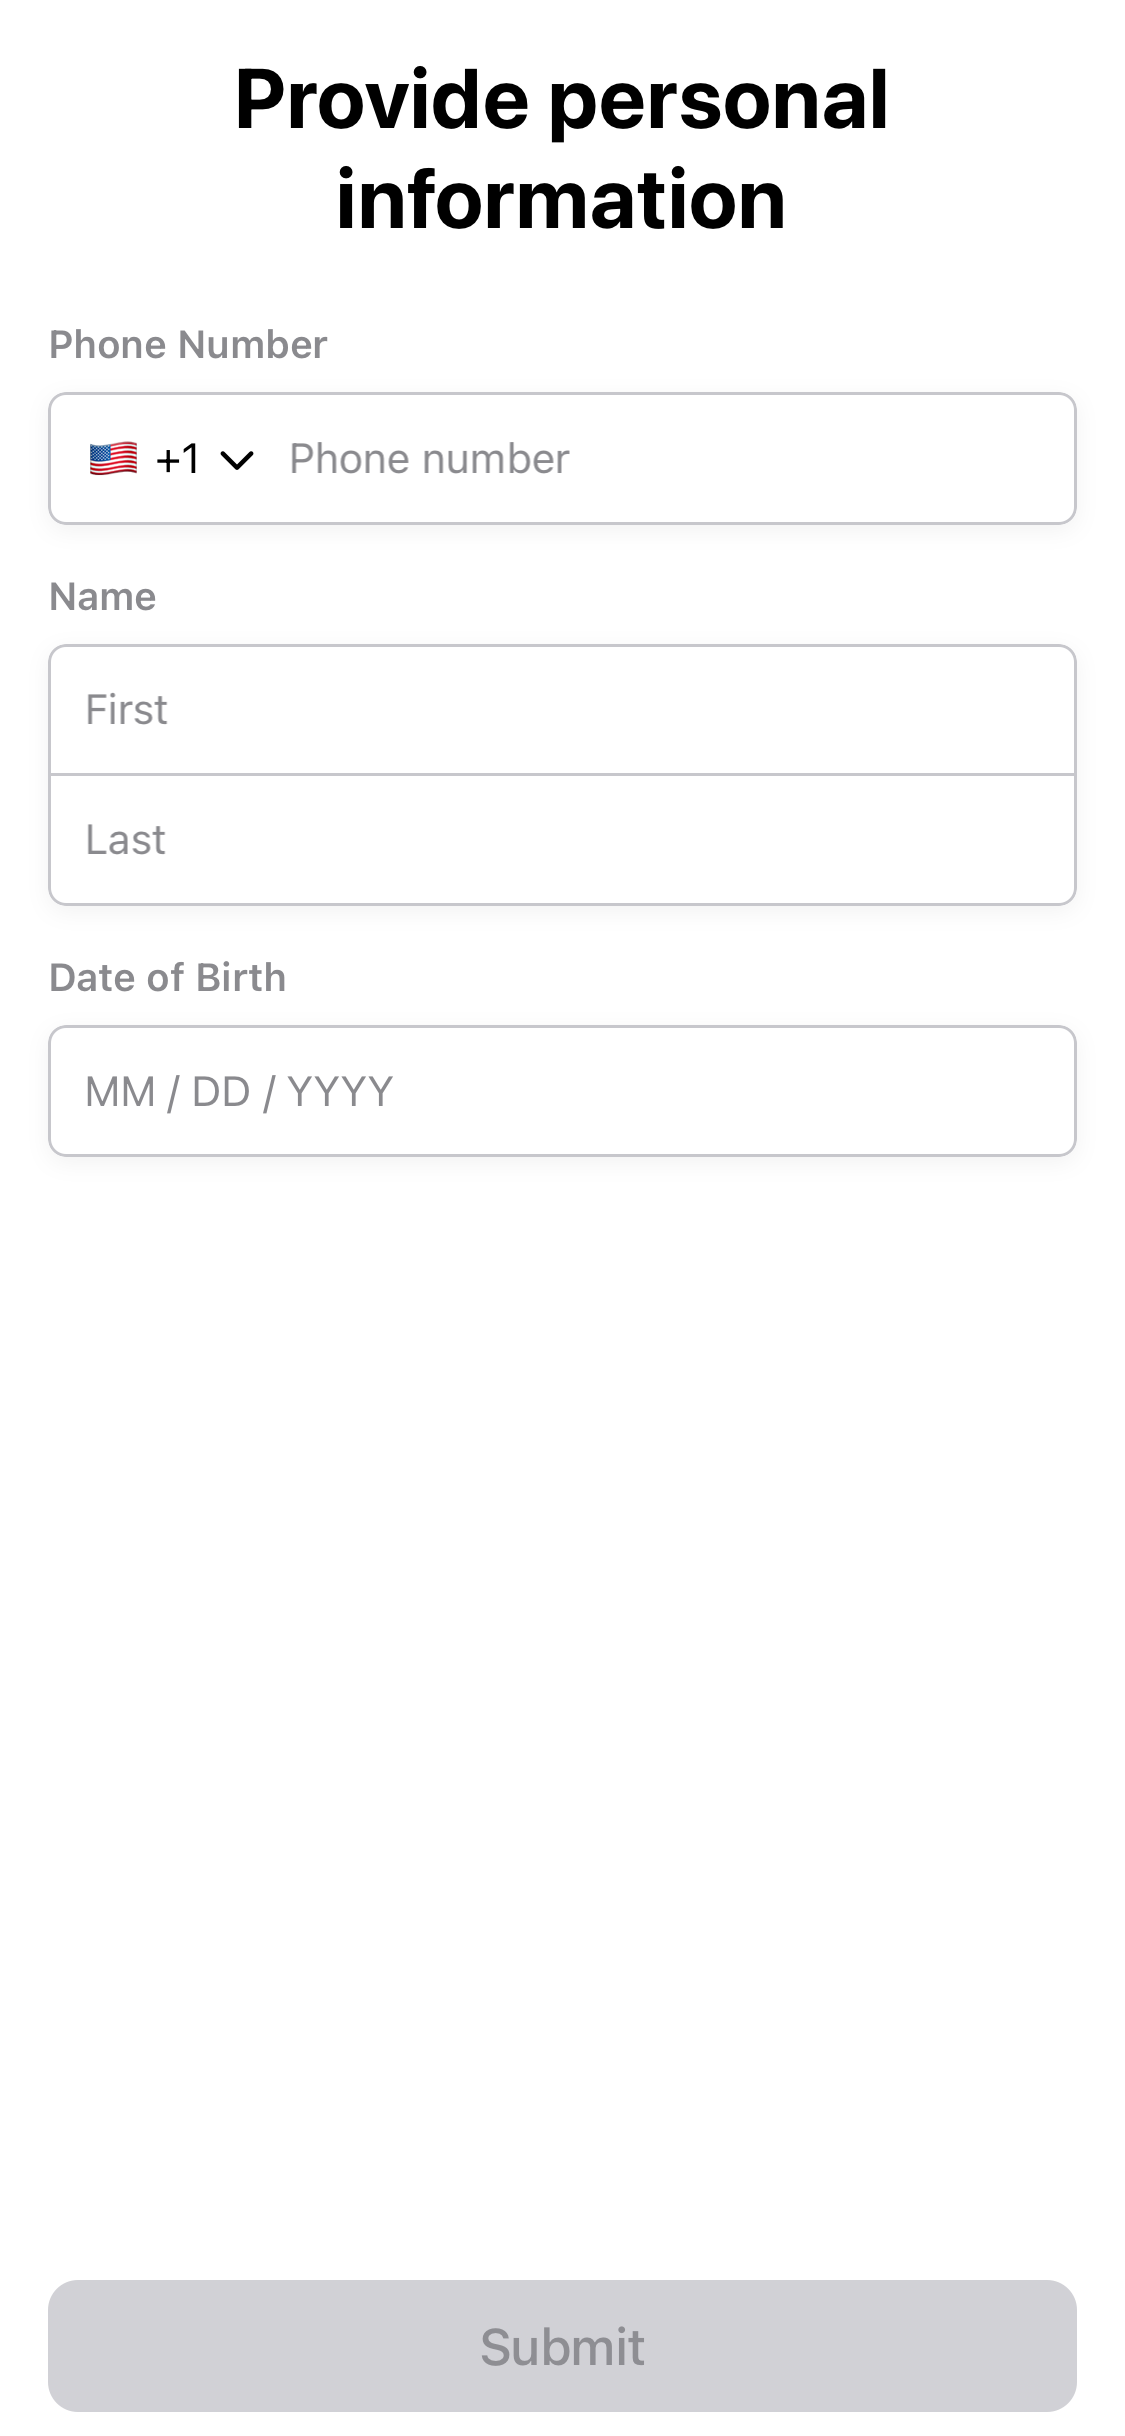 Provide personal
information
Phone Number
+1 Phone number
Name
First
Last
Date of Birth
MM / DD / YYYY
Submit